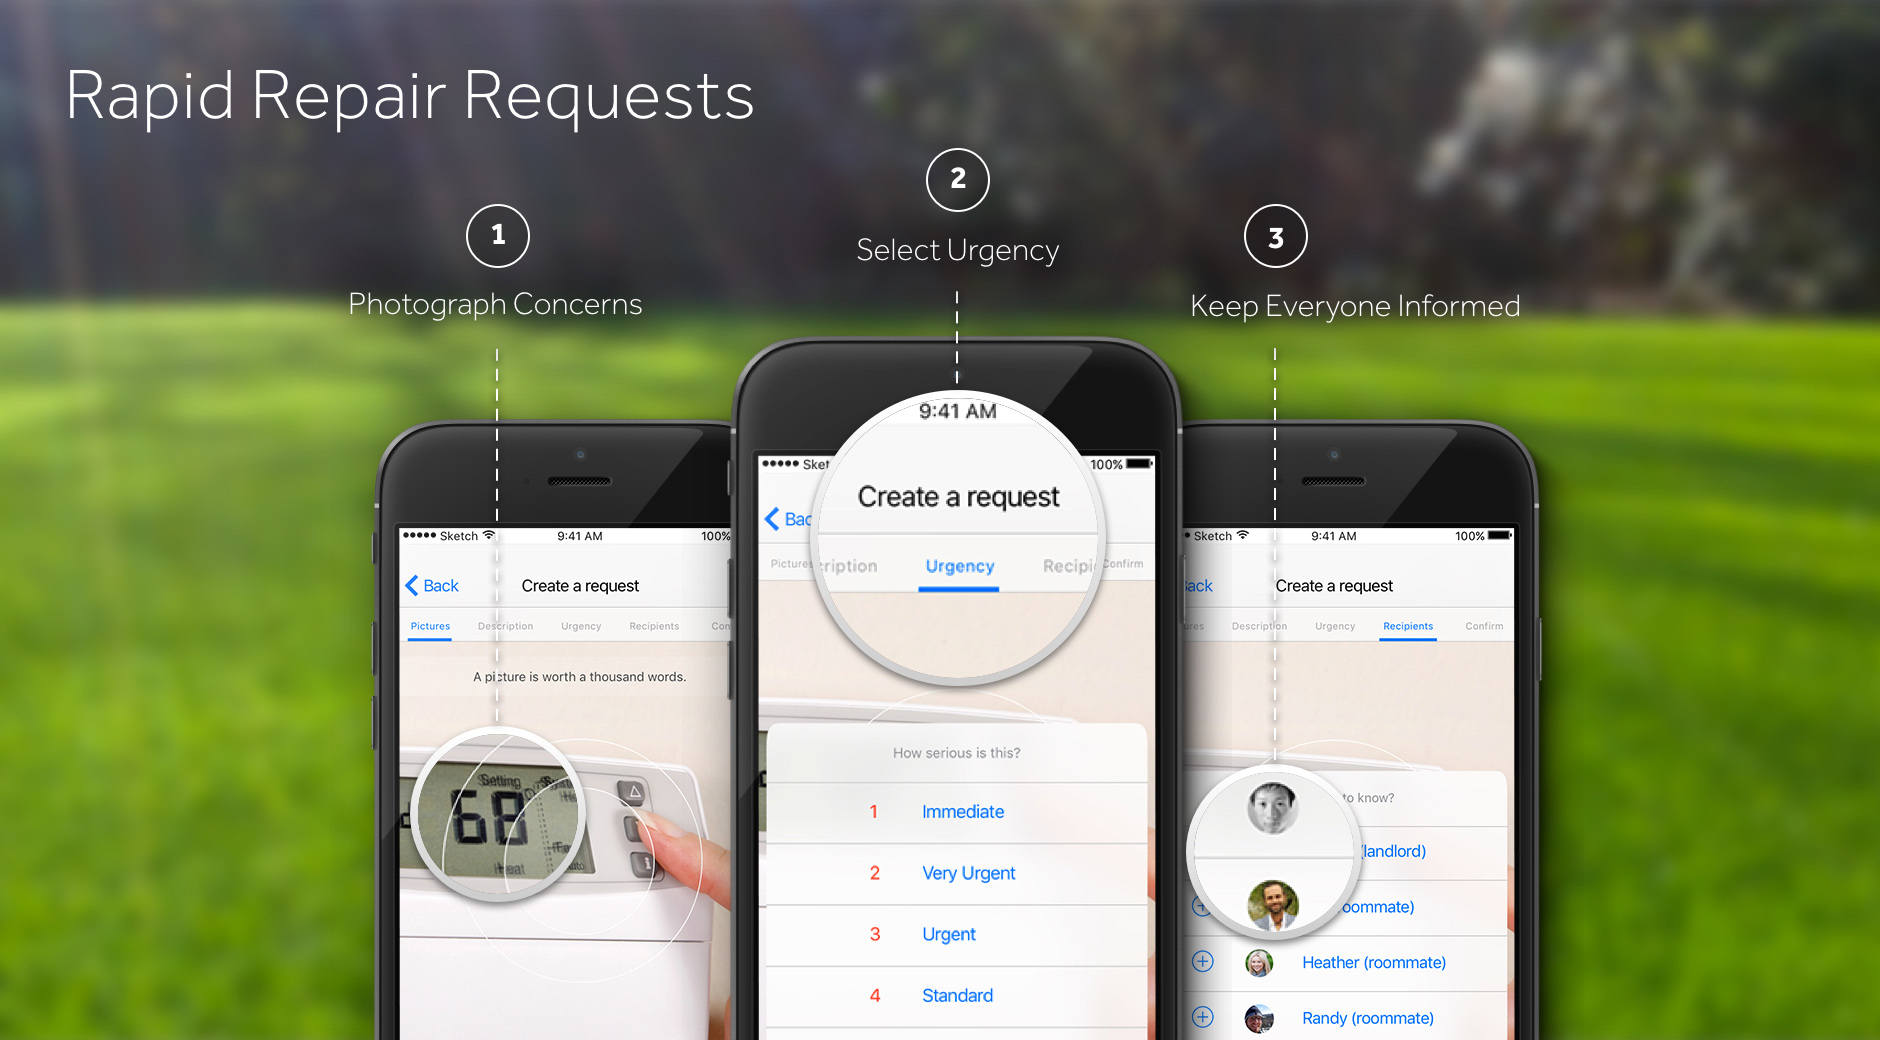 Rapid Repair Requests
1
Photograph Concerns
2
Select Urgency
3
Keep Everyone Informed
Sketch 9:41 AM 100%
Back Create a request
Pictures Description Urgency Recipients Con
A picture is worth a thousand words.
Setting
68
Heat
9:41 AM
Sket 100%
Create a request
Bac
Pictures cription Urgency Recipi Confirm
How serious is this?
1 Immediate
2 Very Urgent
3 Urgent
4 Standard
Sketch 9:41 AM 100%
ack Create a request
ures Description Urgency Recipients Confirm
to know?
(landlord)
oommate)
Heather (roommate)
Randy (roommate)